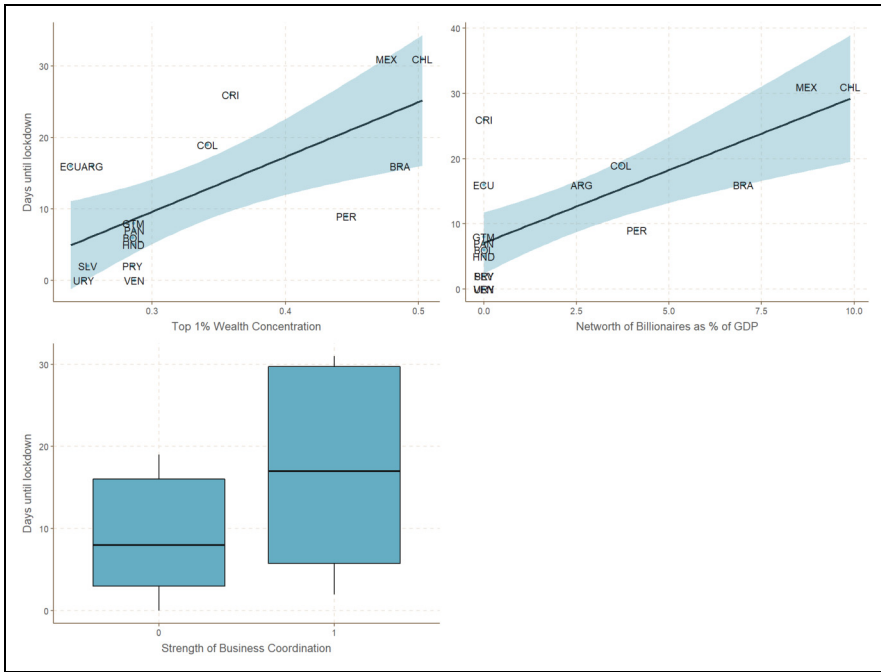 30
20
10
0
Days until lockdown
MEX CHL
CRI
COL
ECUARG
BRA
PER
GTM
PAN
BOL
HND
SLV PRY
URY VEN
0.3 0.4 0.5
Top 1% Wealth Concentration
40
30
20
10
0
MEX CHL
CRI
COL
ECU ARG BRA
PER
GTM
PAN
BOL
HND
0.0 2.5 5.0 7.5 10.0
Networth of Billionaires as % of GDP
30
20
10
0
Days until lockdown
0 1
Strength of Business Coordination